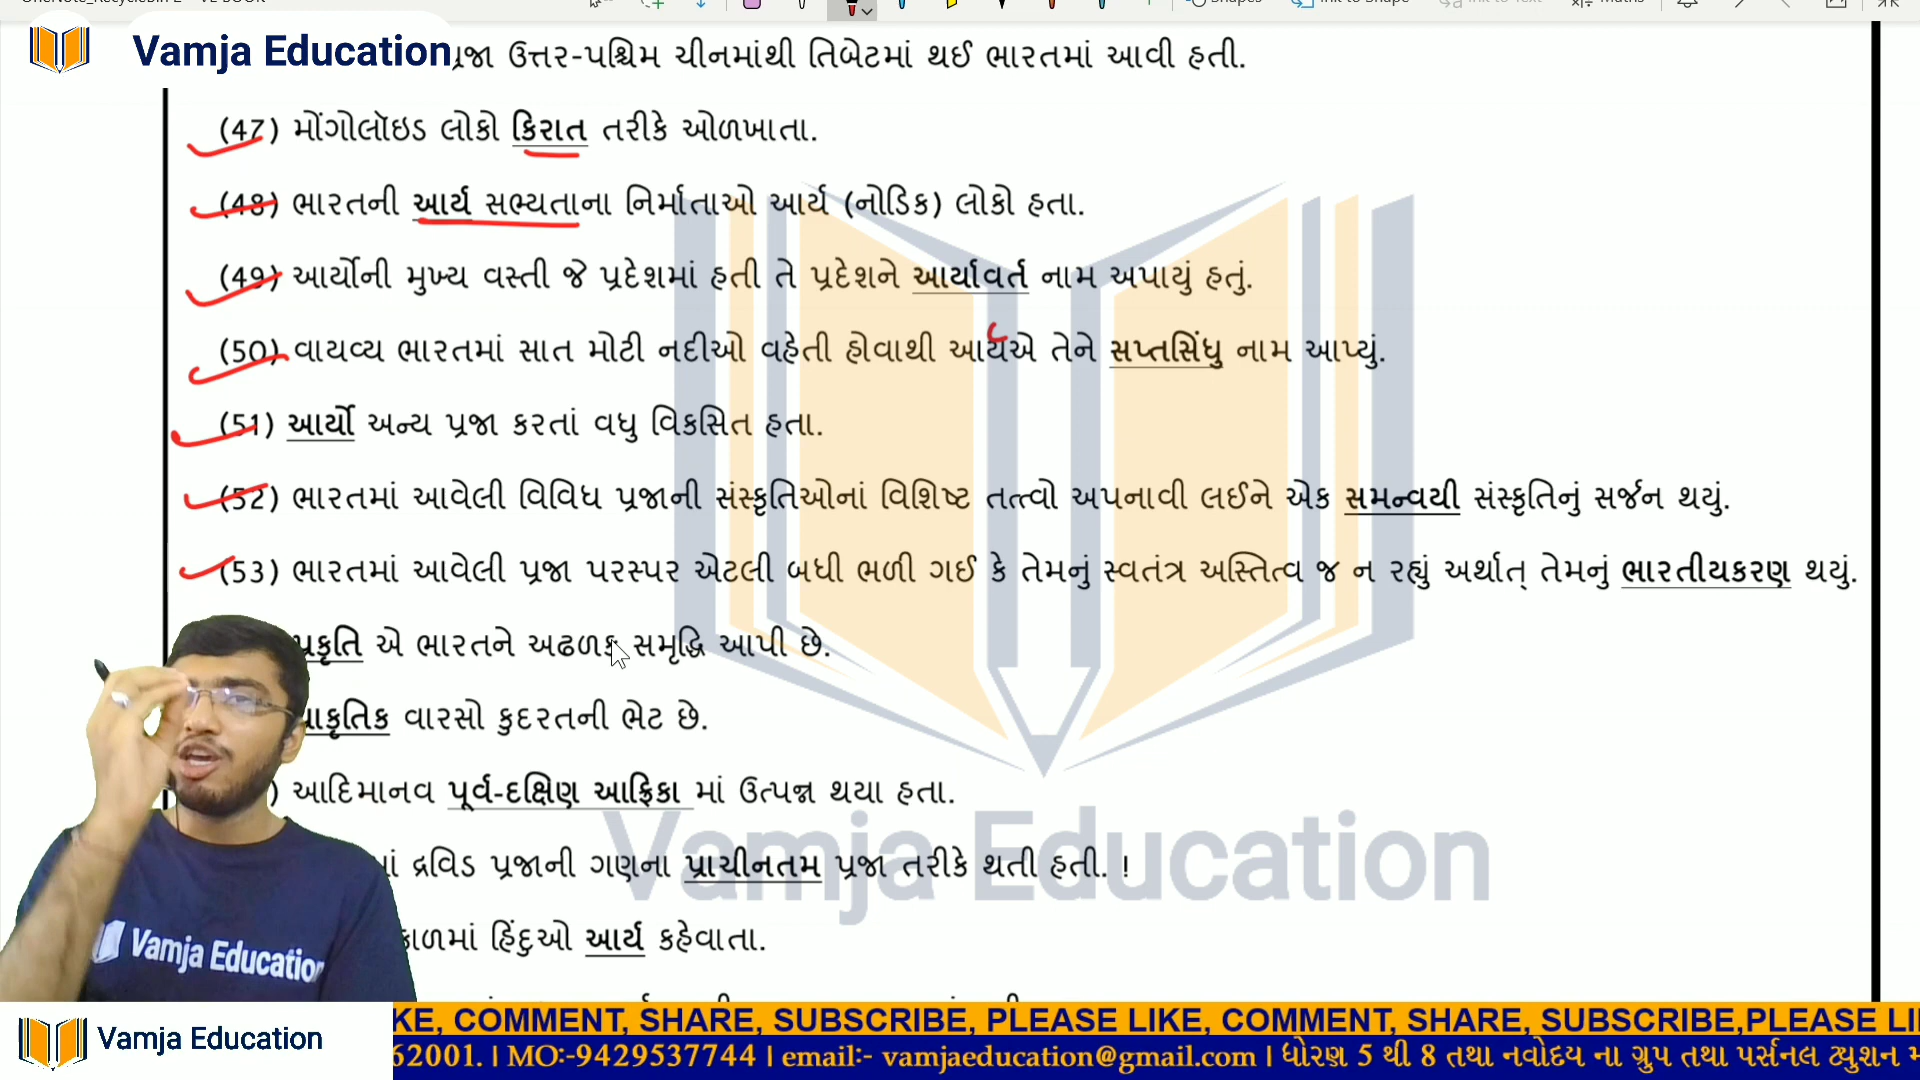 Vamja Education
પ્રજા ઉત્તર-પશ્ચિમ ચીનમાંથી તિબેટમાં થઈ ભારતમાં આવી હતી.
(47) મોંગોલૉઇડ લોકો કિરાત તરીકે ઓળખાતા.
(48) ભારતની આર્ય સભ્યતાના નિર્માતાઓ આર્ય (નોર્ડિક) લોકો હતા.
(49) આર્યોની મુખ્ય વસ્તી જે પ્રદેશમાં હતી તે પ્રદેશને આર્યાવર્ત નામ અપાયું હતું.
(50) વાયવ્ય ભારતમાં સાત મોટી નદીઓ વહેતી હોવાથી આર્યએ તેને સપ્તસિંધુ નામ આપ્યું.
(51) આર્યો અન્ય પ્રજા કરતાં વધુ વિકસિત હતા.
(52) ભારતમાં આવેલી વિવિધ પ્રજાની સંસ્કૃતિઓનાં વિશિષ્ટ તત્ત્વો અપનાવી લઈને એક સમન્વયી સંસ્કૃતિનું સર્જન થયું.
(53) ભારતમાં આવેલી પ્રજા પરસ્પર એટલી બધી ભળી ગઈ કે તેમનું સ્વતંત્ર અસ્તિત્વ જ ન રહ્યું અર્થાત્ તેમનું ભારતીયકરણ થયું.
પ્રકૃતિ એ ભારતને અઢળક સમૃદ્ધિ આપી છે.
પ્રાકૃતિક વારસો કુદરતની ભેટ છે.
) આદિમાનવ પૂર્વ-દક્ષિણ આફ્રિકા માં ઉત્પન્ન થયા હતા.
દ્રવિડ પ્રજાની ગણના પ્રાચીનતમ પ્રજા તરીકે થતી હતી. !
હિંદુઓ આર્ય કહેવાતા.
Vamja Education
Vamja Education
Vamja Education
KE, COMMENT, SHARE, SUBSCRIBE, PLEASE LIKE, COMMENT, SHARE, SUBSCRIBE,PLEASE LI
62001. | MO:-9429537744 | email:- vamjaeducation@gmail.com | ધોરણ 5 થી 8 તથા નવોદય ના ગ્રુપ તથા પર્સનલ ટ્યુશન